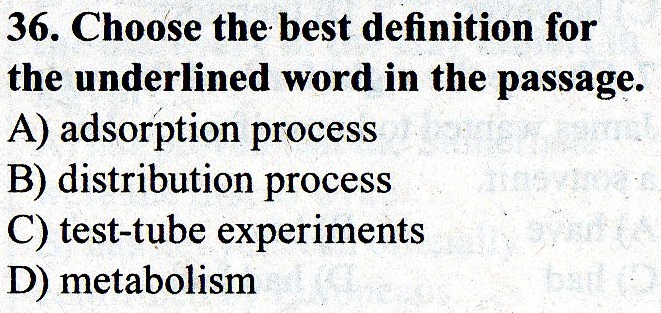 36. Choose the best definition for
the underlined word in the passage.
A) adsorption process
B) distribution process
C) test-tube experiments
D) metabolism